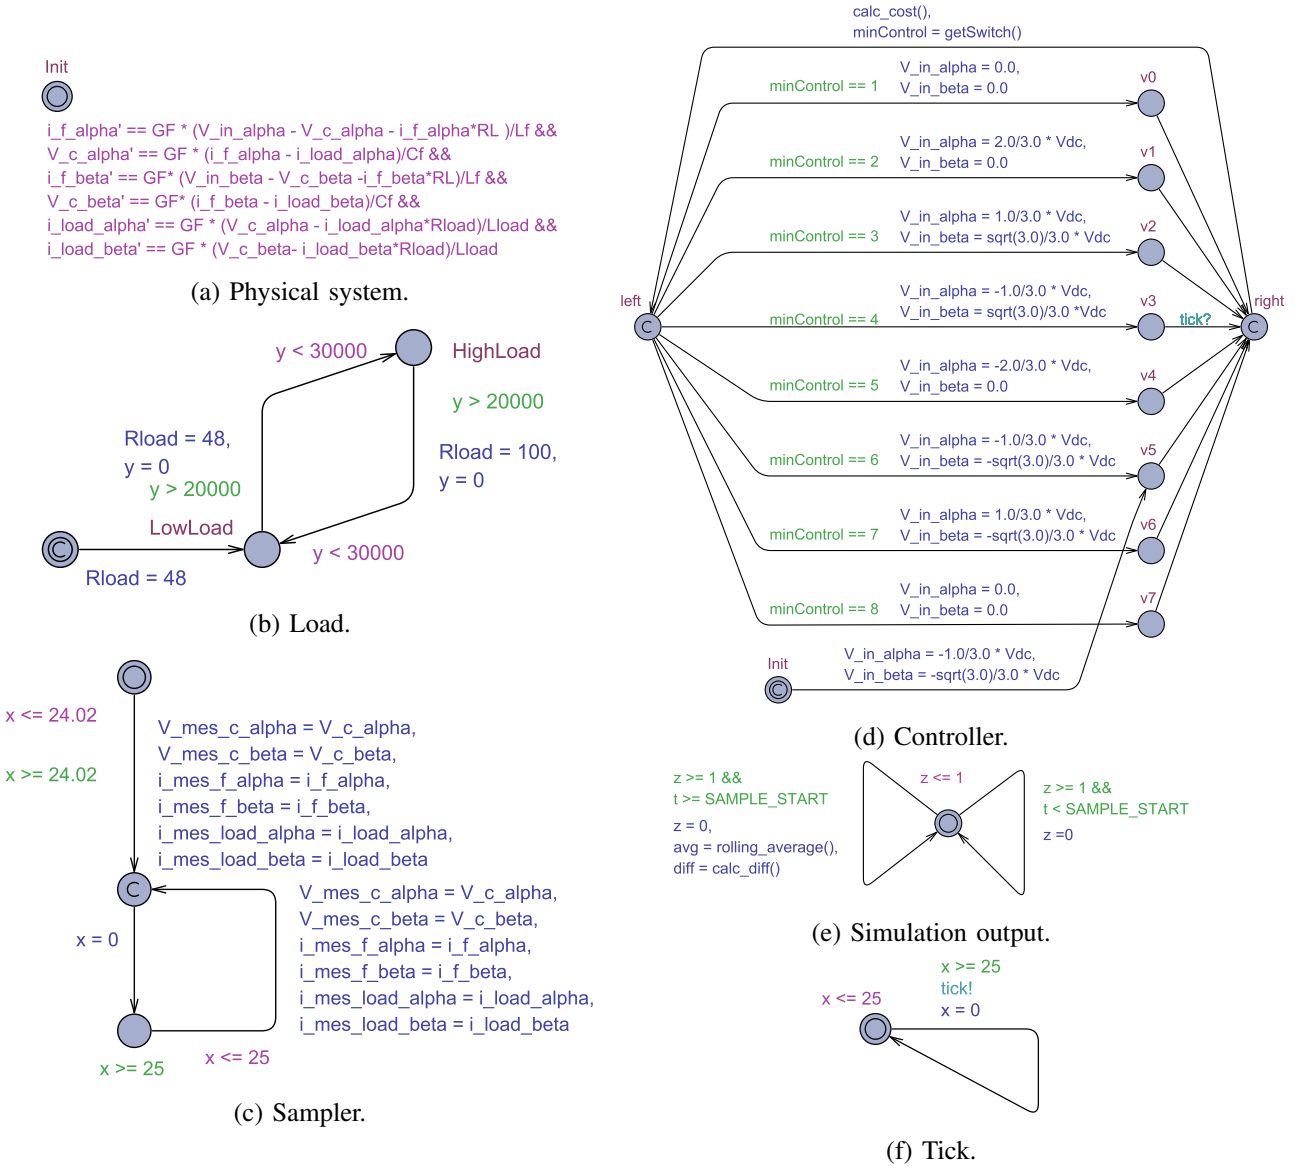 Init
i_f_alpha' == GF * (V_in_alpha - V_c_alpha - i_f_alpha*RL )/Lf &&
V_c_alpha' == GF * (i_f_alpha - i_load_alpha)/Cf &&
i_f_beta' == GF* (V_in_beta - V_c_beta -i_f_beta*RL)/Lf &&
V_c_beta' == GF* (i_f_beta - i_load_beta)/Cf &&
i_load_alpha' == GF * (V_c_alpha - i_load_alpha*Rload)/Lload &&
i_load_beta' == GF * (V_c_beta- i_load_beta*Rload)/Lload
(a) Physical system.
y < 30000
HighLoad
y > 20000
Rload = 48,
y = 0
y > 20000
Rload = 100,
y = 0
LowLoad
y < 30000
C
Rload = 48
(b) Load.
x <= 24.02
x >= 24.02
V_mes_c_alpha = V_c_alpha,
V_mes_c_beta = V_c_beta,
i_mes_f_alpha = i_f_alpha,
i_mes_f_beta = i_f_beta,
i_mes_load_alpha = i_load_alpha,
i_mes_load_beta = i_load_beta
C
x = 0
V_mes_c_alpha = V_c_alpha,
V_mes_c_beta = V_c_beta,
i_mes_f_alpha = i_f_alpha,
i_mes_f_beta = i_f_beta,
i_mes_load_alpha = i_load_alpha,
i_mes_load_beta = i_load_beta
x >= 25
x <= 25
(c) Sampler.
calc_cost(),
minControl = getSwitch()
minControl == 1
V_in_alpha = 0.0,
V_in_beta = 0.0
v0
minControl == 2
V_in_alpha = 2.0/3.0 * Vdc,
V_in_beta = 0.0
v1
minControl == 3
V_in_alpha = 1.0/3.0 * Vdc,
V_in_beta = sqrt(3.0)/3.0 * Vdc
v2
left
C
minControl == 4
V_in_alpha = -1.0/3.0 * Vdc,
V_in_beta = sqrt(3.0)/3.0 *Vdc
v3
tick?
right
C
minControl == 5
V_in_alpha = -2.0/3.0 * Vdc,
V_in_beta = 0.0
v4
minControl == 6
V_in_alpha = -1.0/3.0 * Vdc,
V_in_beta = -sqrt(3.0)/3.0 * Vdc
v5
minControl == 7
V_in_alpha = 1.0/3.0 * Vdc,
V_in_beta = -sqrt(3.0)/3.0 * Vdc
v6
minControl == 8
V_in_alpha = 0.0,
V_in_beta = 0.0
v7
Init
C
V_in_alpha = -1.0/3.0 * Vdc,
V_in_beta = -sqrt(3.0)/3.0 * Vdc
(d) Controller.
z >= 1 &&
t >= SAMPLE_START
z = 0,
avg = rolling_average(),
diff = calc_diff()
z <= 1
z >= 1 &&
t < SAMPLE_START
z =0
(e) Simulation output.
x <= 25
x >= 25
tick!
x = 0
(f) Tick.